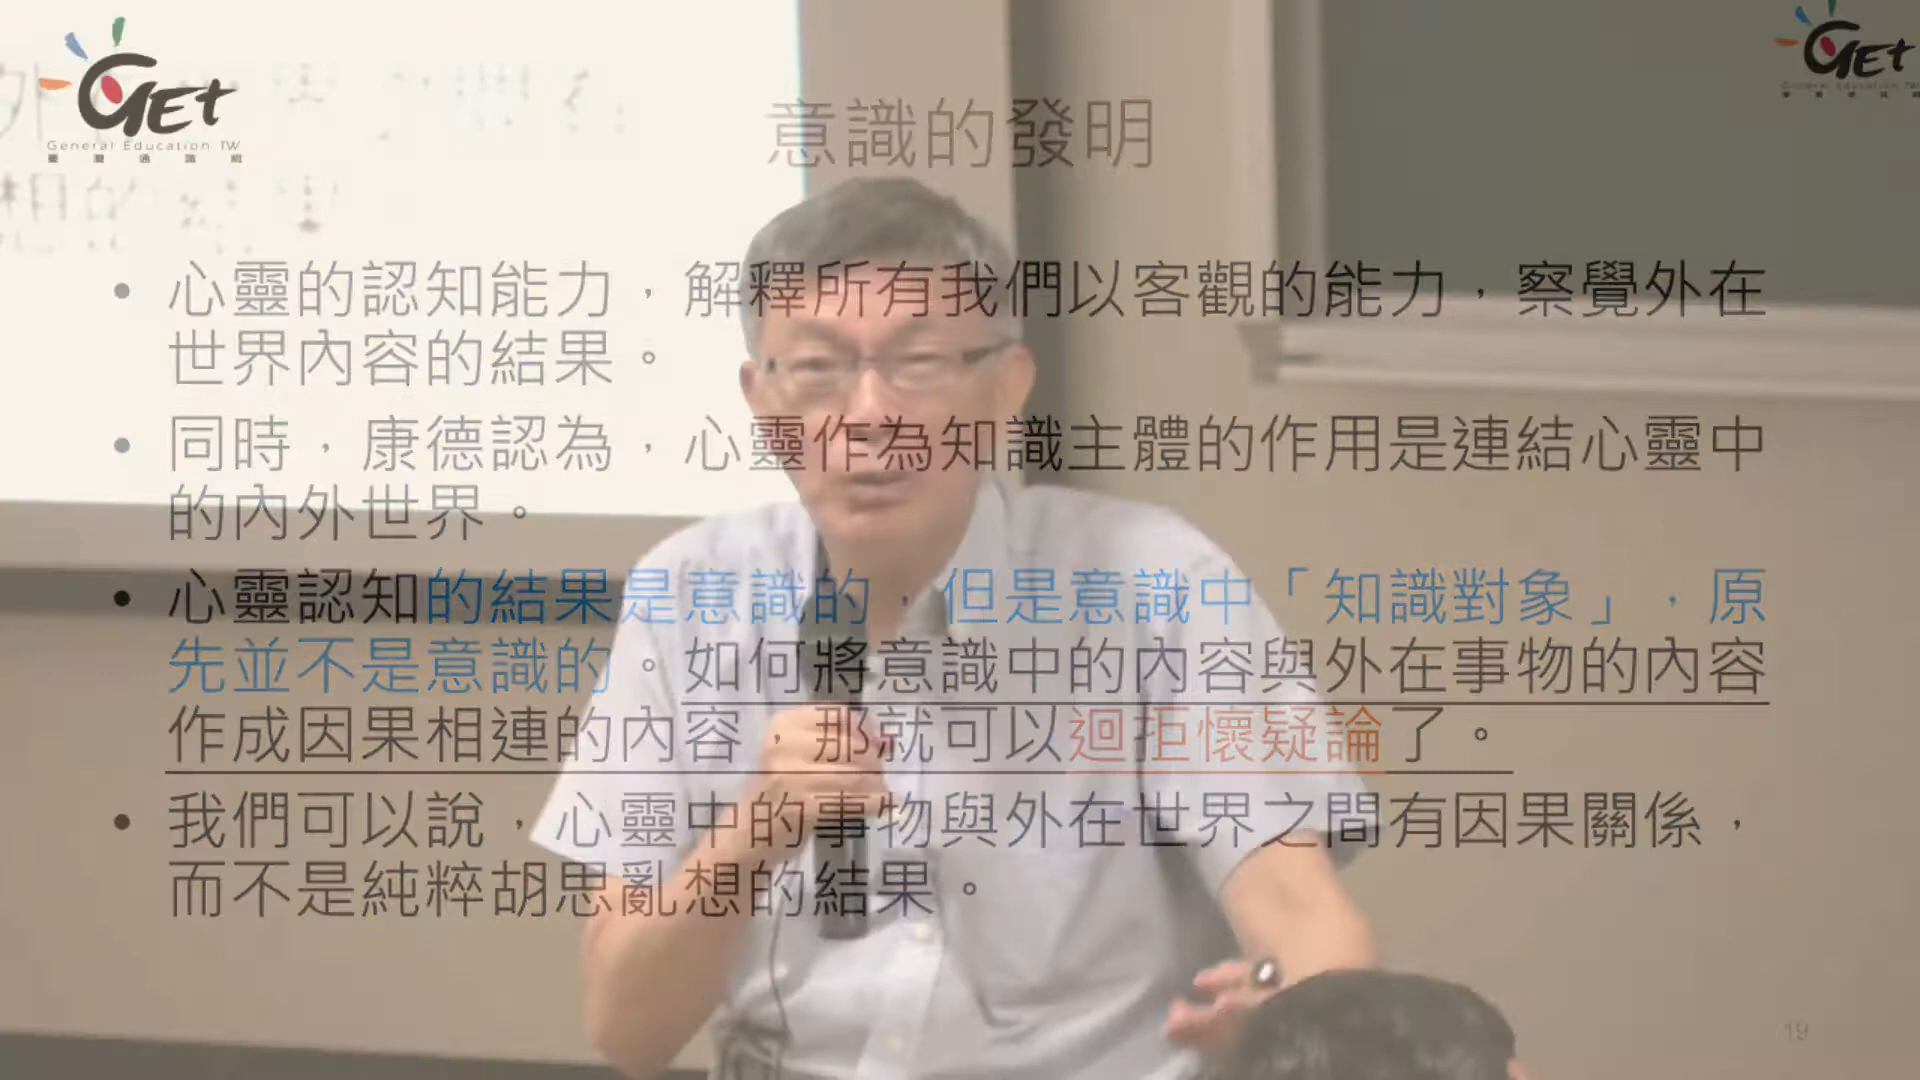 GEt
General Education TW
臺灣通識網
GEt
General Education TW
意識的發明
• 心靈的認知能力，解釋所有我們以客觀的能力，察覺外在
世界內容的結果。
• 同時，康德認為，心靈作為知識主體的作用是連結心靈中
的內外世界。
• 心靈認知的結果是意識的，但是意識中「知識對象」，原
先並不是意識的。如何將意識中的內容與外在事物的內容
作成因果相連的內容，那就可以迴拒懷疑論了。
• 我們可以說，心靈中的事物與外在世界之間有因果關係，
而不是純粹胡思亂想的結果。
19